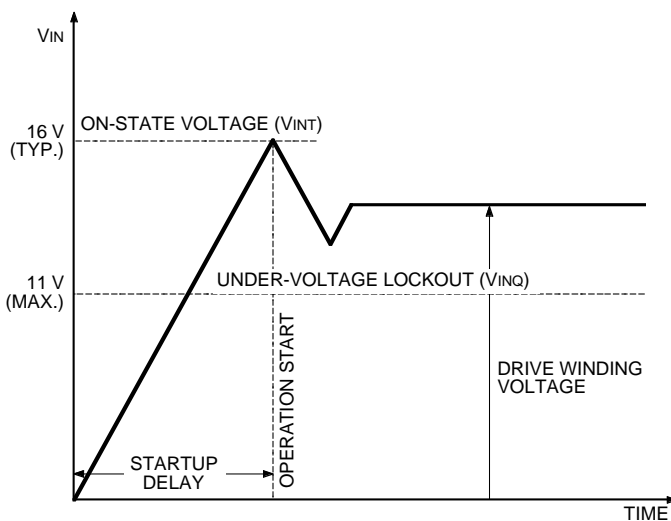 VIN
ON-STATE VOLTAGE (VINT)
16 V
(TYP.)
UNDER-VOLTAGE LOCKOUT (VINQ)
11 V
(MAX.)
OPERATION START
DRIVE WINDING
VOLTAGE
STARTUP
DELAY
TIME